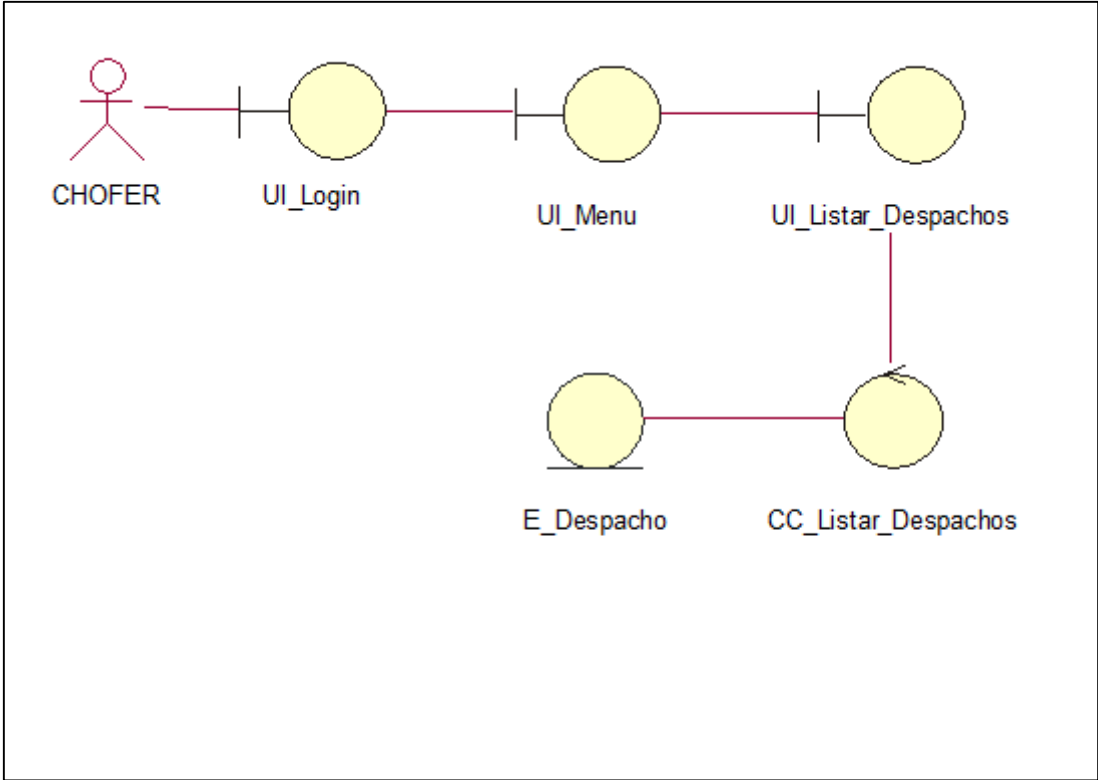 CHOFER
UI_Login
UI_Menu
UI_Listar_Despachos
E_Despacho
CC_Listar_Despachos